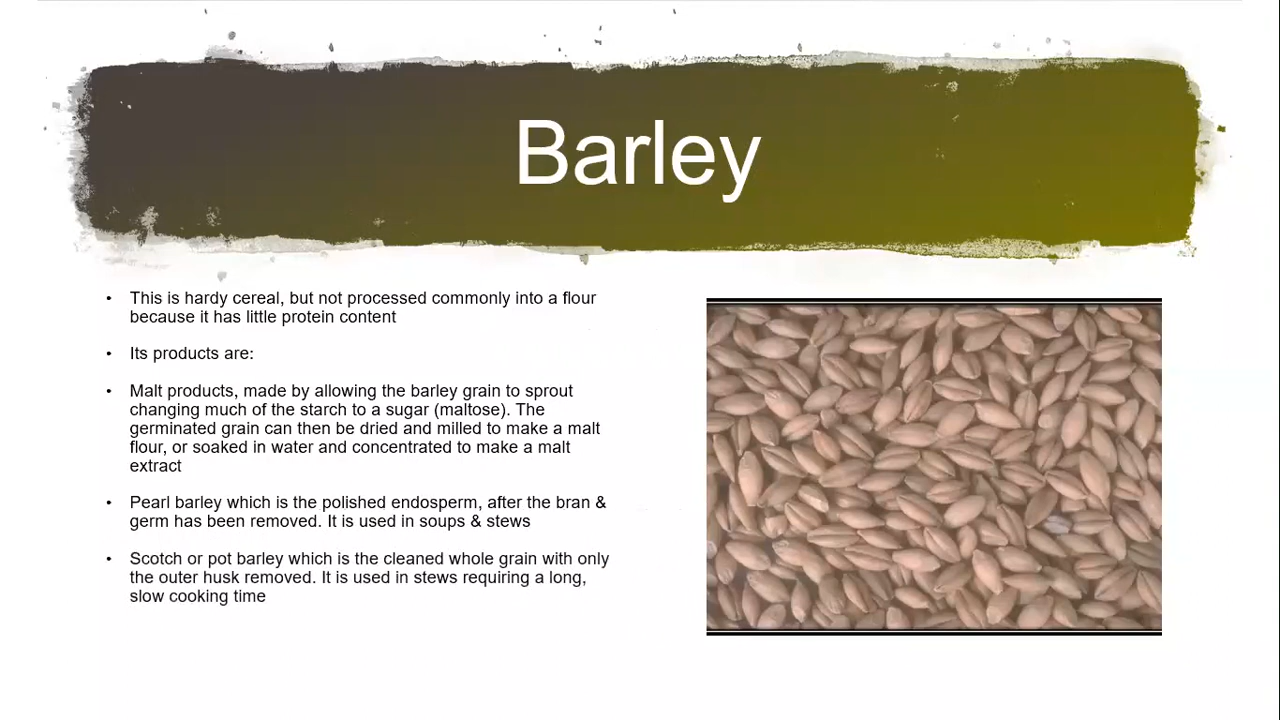 Barley
• This is hardy cereal, but not processed commonly into a flour
because it has little protein content
• Its products are:
• Malt products, made by allowing the barley grain to sprout
changing much of the starch to a sugar (maltose). The
germinated grain can then be dried and milled to make a malt
flour, or soaked in water and concentrated to make a malt
extract
• Pearl barley which is the polished endosperm, after the bran &
germ has been removed. It is used in soups & stews
• Scotch or pot barley which is the cleaned whole grain with only
the outer husk removed. It is used in stews requiring a long,
slow cooking time